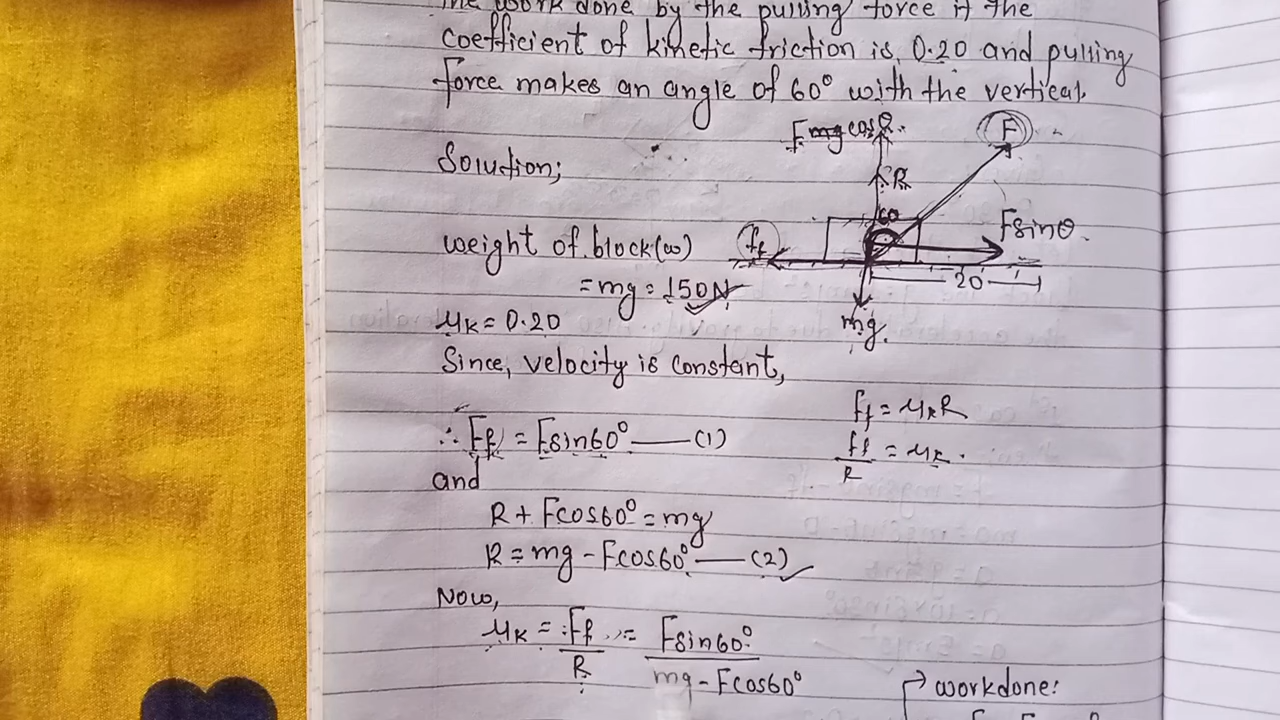 The work done by the pulling force if the
coefficient of kinetic friction is 0.20 and pulling
force makes an angle of 60° with the vertical.
Solution;
F cosθ
F
R
60
Fsinθ.
ff
20
mg.
weight of block(w)
= mg = 150N
μK = 0.20
Since, velocity is constant,
ff = μkR
ff/R = μk.
∴ Ff = Fsin60° — (1)
and
R + Fcos60° = mg
R = mg - Fcos60° — (2)
Now,
μK = Ff/R = Fsin60°/mg - Fcos60°
→ workdone: